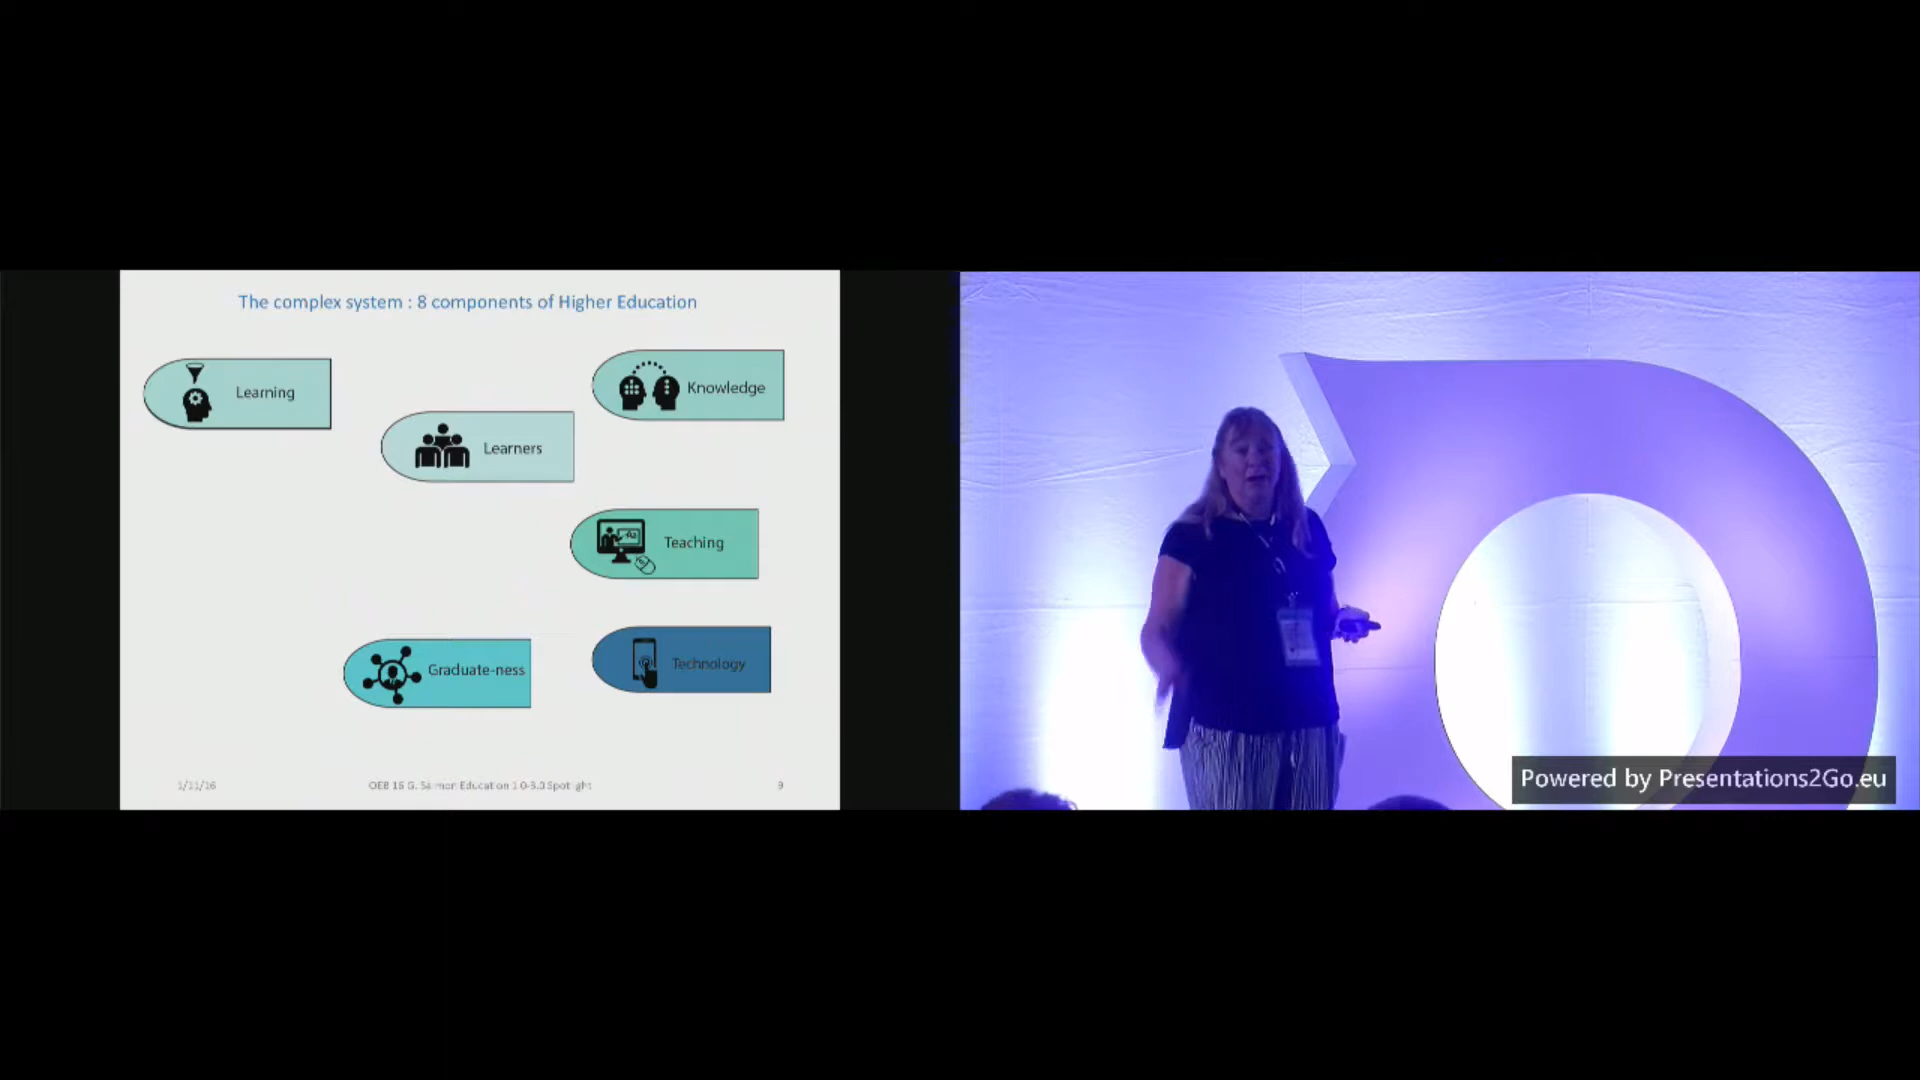 The complex system : 8 components of Higher Education
Learning
Knowledge
Learners
Teaching
Graduate-ness
Technology
1/11/16
OEB 16 G. Salmon Education 1.0-3.0 Spotlight
9
Powered by Presentations2Go.eu